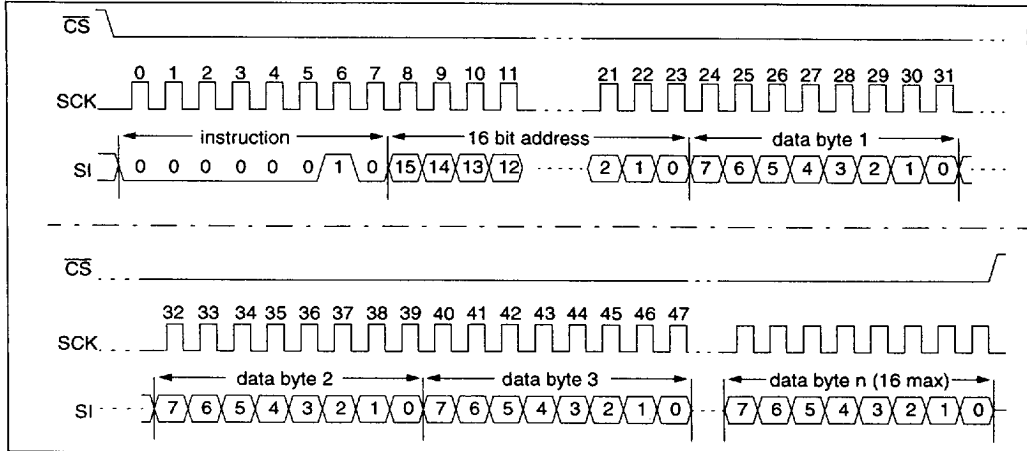 CS
0 1 2 3 4 5 6 7 8 9 10 11 21 22 23 24 25 26 27 28 29 30 31
SCK
instruction 16 bit address data byte 1
SI 0 0 0 0 0 0 1 0 15 14 13 12 2 1 0 7 6 5 4 3 2 1 0
CS
32 33 34 35 36 37 38 39 40 41 42 43 44 45 46 47
SCK
data byte 2 data byte 3 data byte n (16 max)
SI 7 6 5 4 3 2 1 0 7 6 5 4 3 2 1 0 7 6 5 4 3 2 1 0